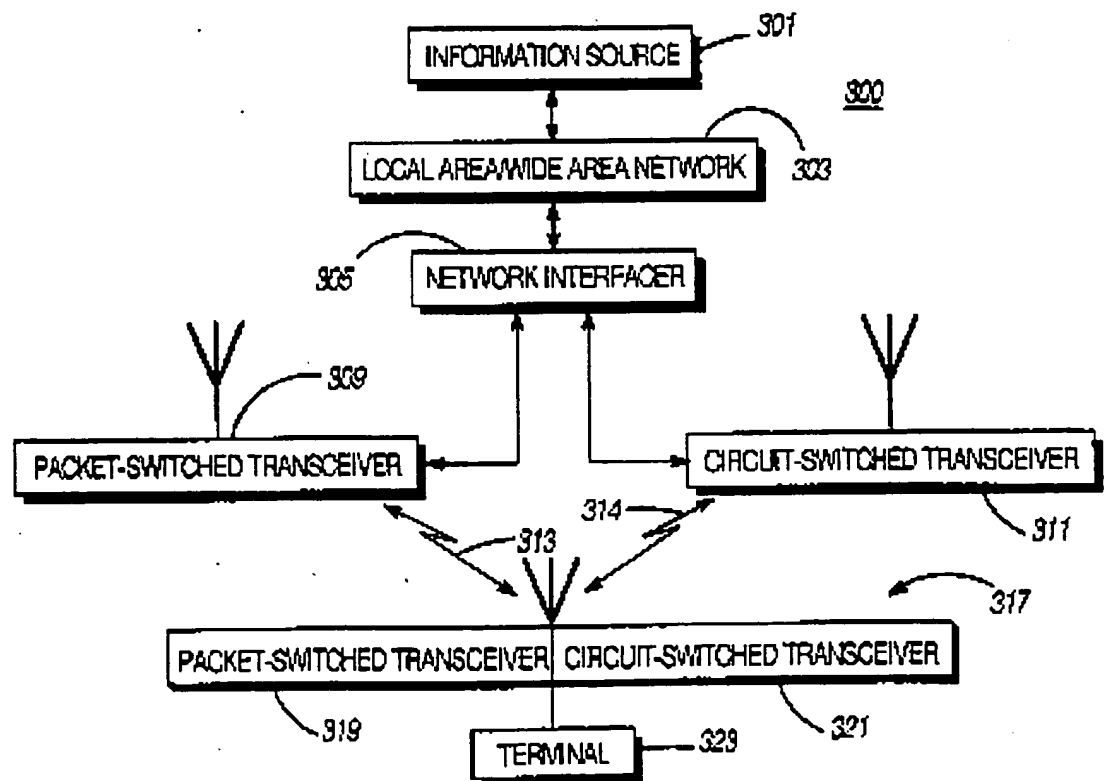 301
INFORMATION SOURCE
300
LOCAL AREA/WIDE AREA NETWORK
303
305
NETWORK INTERFACER
309
PACKET-SWITCHED TRANSCEIVER
CIRCUIT-SWITCHED TRANSCEIVER
314
311
313
317
PACKET-SWITCHED TRANSCEIVER
CIRCUIT-SWITCHED TRANSCEIVER
319
321
TERMINAL
323